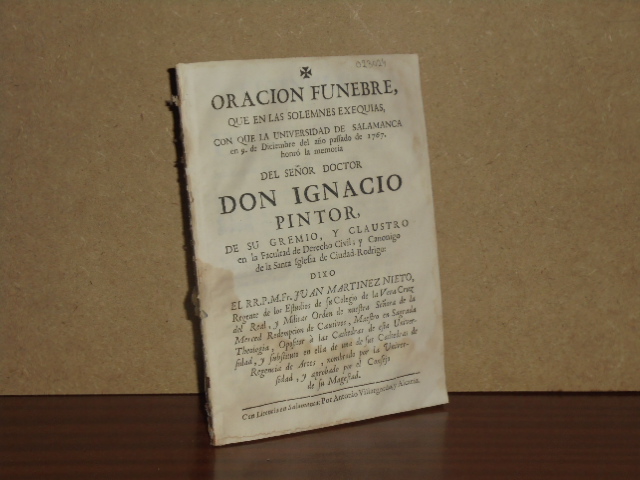 023024
✠
ORACION FUNEBRE,
QUE EN LAS SOLEMNES EXEQUIAS,
CON QUE LA UNIVERSIDAD DE SALAMANCA
en 9. de Diciembre del año passado de 1767.
honró la memoria
DEL SEÑOR DOCTOR
DON IGNACIO
PINTOR,
DE SU GREMIO, Y CLAUSTRO
en la Facultad de Derecho Civil; y Canonigo
de la Santa Iglesia de Ciudad-Rodrigo:
DIXO
EL RR.P.M.Fr. JUAN MARTINEZ NIETO,
Regente de los Estudios de su Colegio de la Vera Cruz
del Real, y Militar Orden de nuestra Señora de la
Merced Redempcion de Cautivos, Maestro en Sagrada
Theologia, Opositor à las Cathedras de esta Univer-
sidad, y substituto en ella de una de las Cathedras de
Regencia de Artes, nombrado por la Univer-
sidad, y aprobado por el Consejo
de su Magestad.
Con Licencia en Salamanca: Por Antonio Villargordo, y Alcaraz.